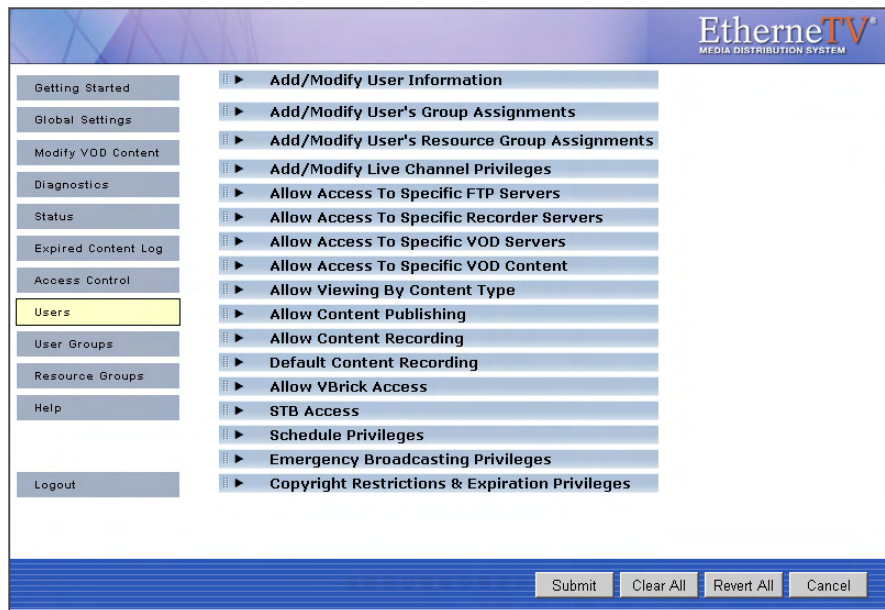 EtherneTV
MEDIA DISTRIBUTION SYSTEM
Getting Started
Global Settings
Modify VOD Content
Diagnostics
Status
Expired Content Log
Access Control
Users
User Groups
Resource Groups
Help
Logout
Add/Modify User Information
Add/Modify User's Group Assignments
Add/Modify User's Resource Group Assignments
Add/Modify Live Channel Privileges
Allow Access To Specific FTP Servers
Allow Access To Specific Recorder Servers
Allow Access To Specific VOD Servers
Allow Access To Specific VOD Content
Allow Viewing By Content Type
Allow Content Publishing
Allow Content Recording
Default Content Recording
Allow VBrick Access
STB Access
Schedule Privileges
Emergency Broadcasting Privileges
Copyright Restrictions & Expiration Privileges
Submit
Clear All
Revert All
Cancel